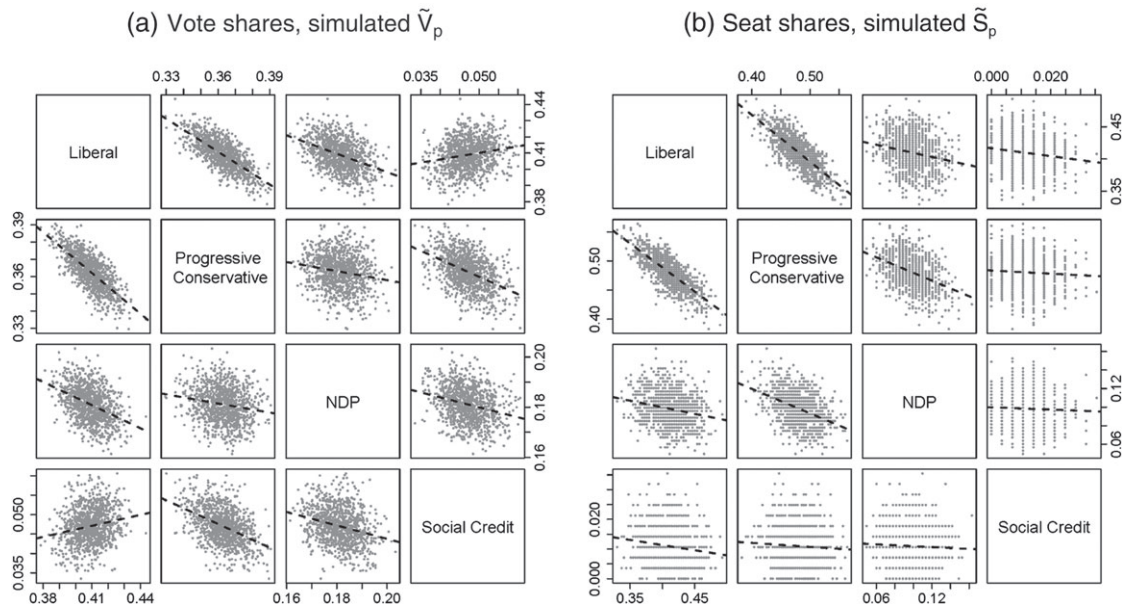 (a) Vote shares, simulated Ṽp
(b) Seat shares, simulated S̃p
0.33 0.36 0.39 0.035 0.050
0.40 0.50 0.000 0.020
Liberal
0.38 0.41 0.44
Liberal
0.35 0.45
0.33 0.36 0.39
Progressive
Conservative
0.40 0.50
Progressive
Conservative
NDP
0.16 0.18 0.20
NDP
0.06 0.12
0.035 0.050
Social Credit
0.000 0.020
Social Credit
0.38 0.41 0.44 0.16 0.18 0.20
0.35 0.45 0.06 0.12